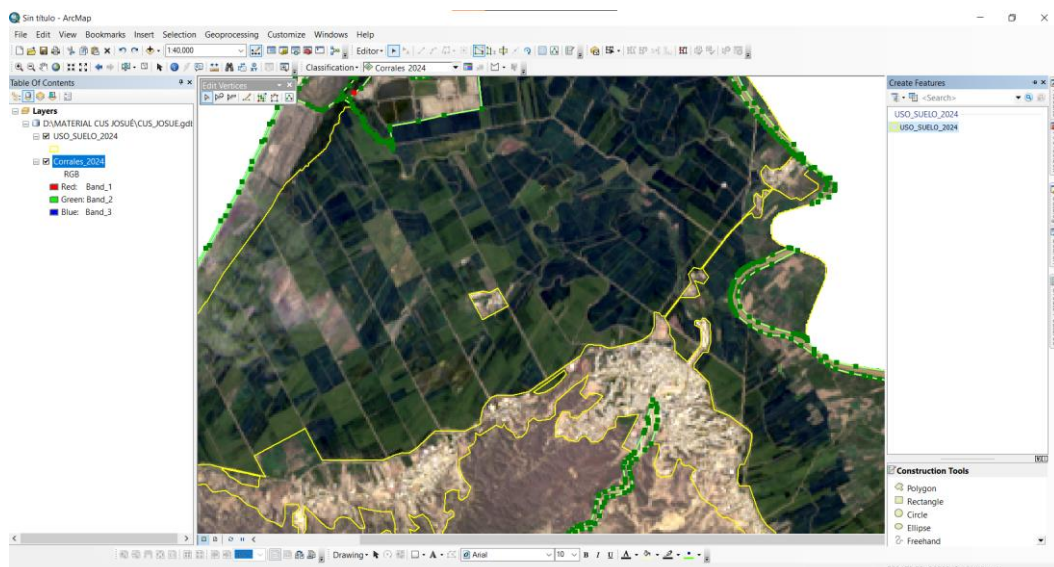 Sin título - ArcMap
File Edit View Bookmarks Insert Selection Geoprocessing Customize Windows Help
1:40.000
Editor
Classification
Corrales 2024
Table Of Contents
Edit Vertices
Create Features
<Search>
Layers
D:\MATERIAL CUS JOSUÉ\CUS_JOSUE.gdb
USO_SUELO_2024
Corrales_2024
RGB
Red: Band_1
Green: Band_2
Blue: Band_3
USO_SUELO_2024
USO_SUELO_2024
Construction Tools
Polygon
Rectangle
Circle
Ellipse
Freehand
Drawing
Arial
10
B I U A